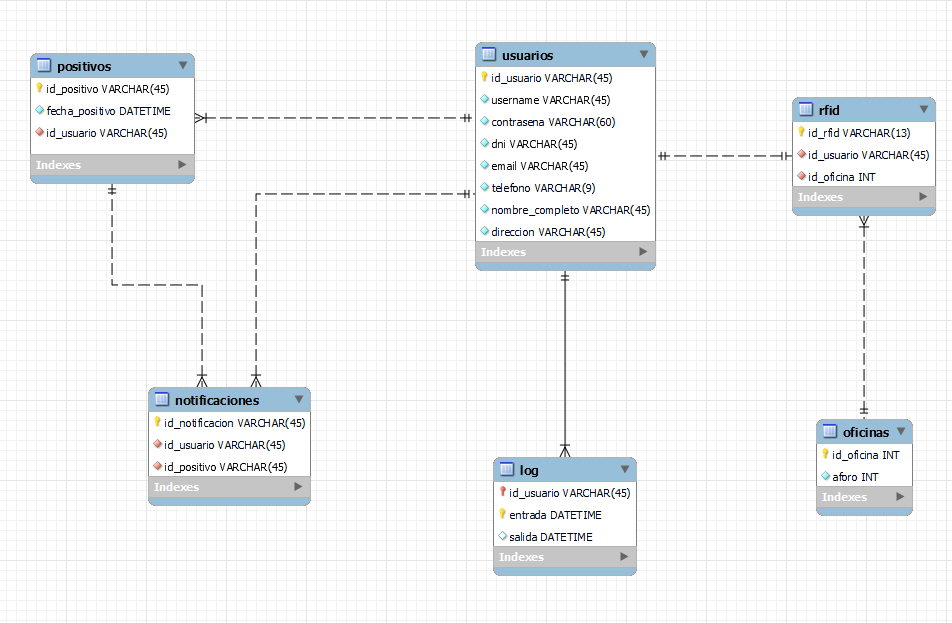 positivos
id_positivo VARCHAR(45)
fecha_positivo DATETIME
id_usuario VARCHAR(45)
Indexes
usuarios
id_usuario VARCHAR(45)
username VARCHAR(45)
contrasena VARCHAR(60)
dni VARCHAR(45)
email VARCHAR(45)
telefono VARCHAR(9)
nombre_completo VARCHAR(45)
direccion VARCHAR(45)
Indexes
rfid
id_rfid VARCHAR(13)
id_usuario VARCHAR(45)
id_oficina INT
Indexes
notificaciones
id_notificacion VARCHAR(45)
id_usuario VARCHAR(45)
id_positivo VARCHAR(45)
Indexes
log
id_usuario VARCHAR(45)
entrada DATETIME
salida DATETIME
Indexes
oficinas
id_oficina INT
aforo INT
Indexes